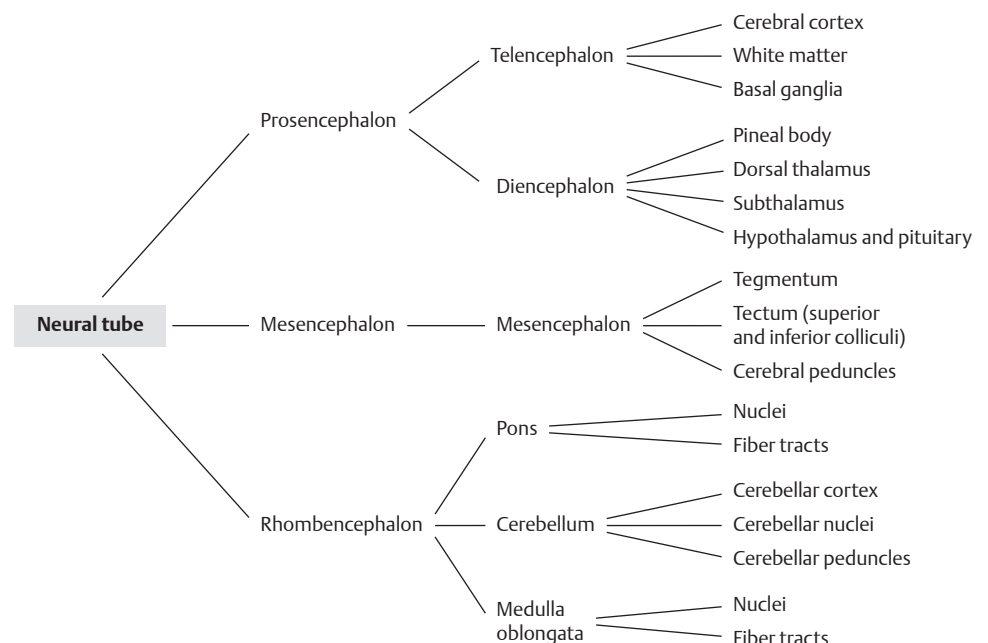 Cerebral cortex
Telencephalon
White matter
Basal ganglia
Prosencephalon
Pineal body
Diencephalon
Dorsal thalamus
Subthalamus
Hypothalamus and pituitary
Neural tube
Mesencephalon
Mesencephalon
Tegmentum
Tectum (superior
and inferior colliculi)
Cerebral peduncles
Rhombencephalon
Pons
Nuclei
Fiber tracts
Cerebellum
Cerebellar cortex
Cerebellar nuclei
Cerebellar peduncles
Medulla
oblongata
Nuclei
Fiber tracts